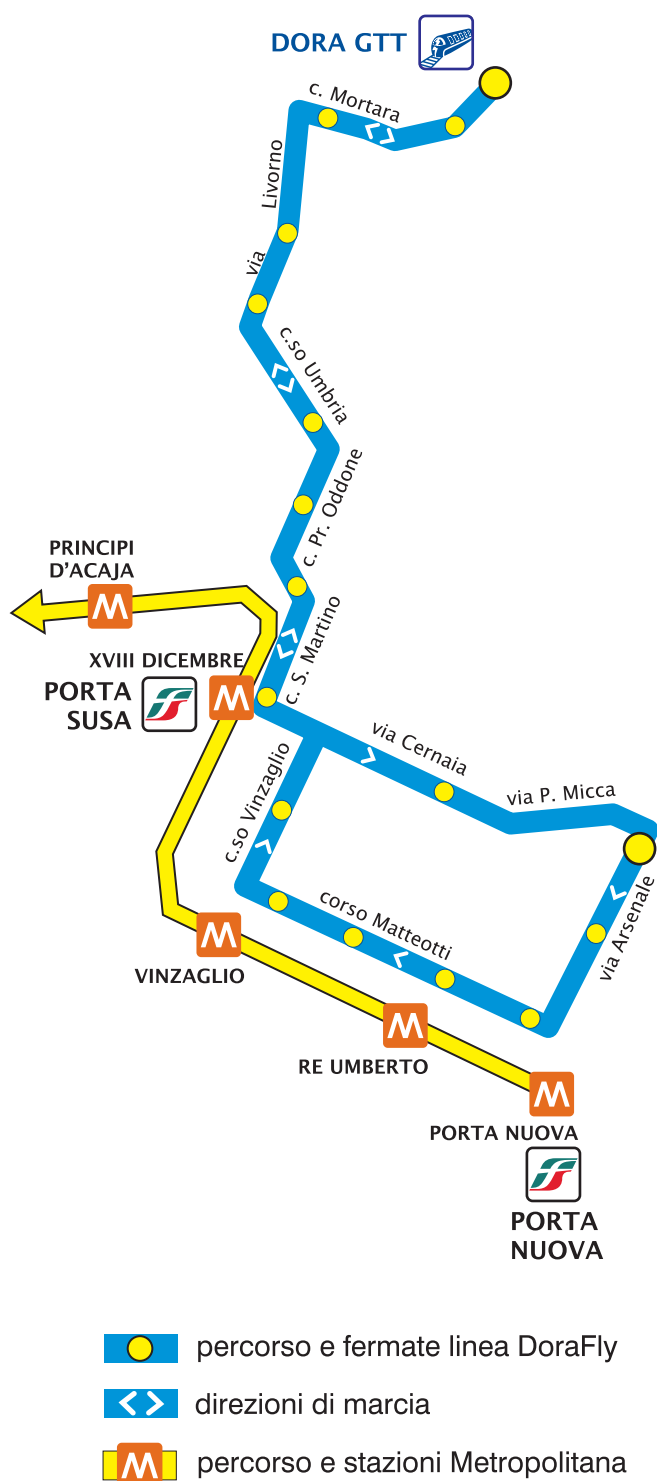 DORA GTT
c. Mortara
via Livorno
c.so Umbria
c. Pr. Oddone
PRINCIPI
D'ACAJA
c. S. Martino
XVIII DICEMBRE
PORTA
SUSA
M
M
via Cernaia
via P. Micca
c.so Vinzaglio
corso Matteotti
via Arsenale
M
VINZAGLIO
M
RE UMBERTO
M
PORTA NUOVA
PORTA
NUOVA
percorso e fermate linea DoraFly
direzioni di marcia
M
percorso e stazioni Metropolitana